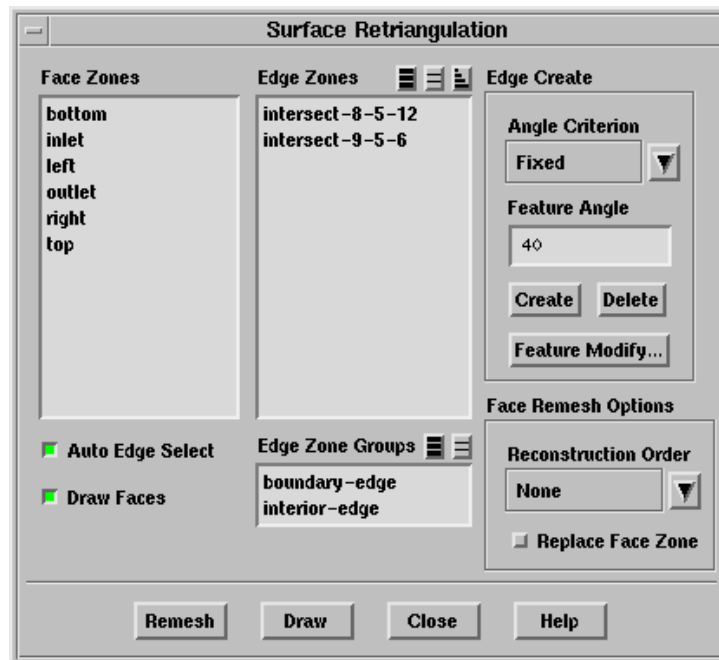 Surface Retriangulation
Face Zones
bottom
inlet
left
outlet
right
top
Auto Edge Select
Draw Faces
Edge Zones
intersect-8-5-12
intersect-9-5-6
Edge Zone Groups
boundary-edge
interior-edge
Edge Create
Angle Criterion
Fixed
Feature Angle
40
Create Delete
Feature Modify...
Face Remesh Options
Reconstruction Order
None
Replace Face Zone
Remesh Draw Close Help